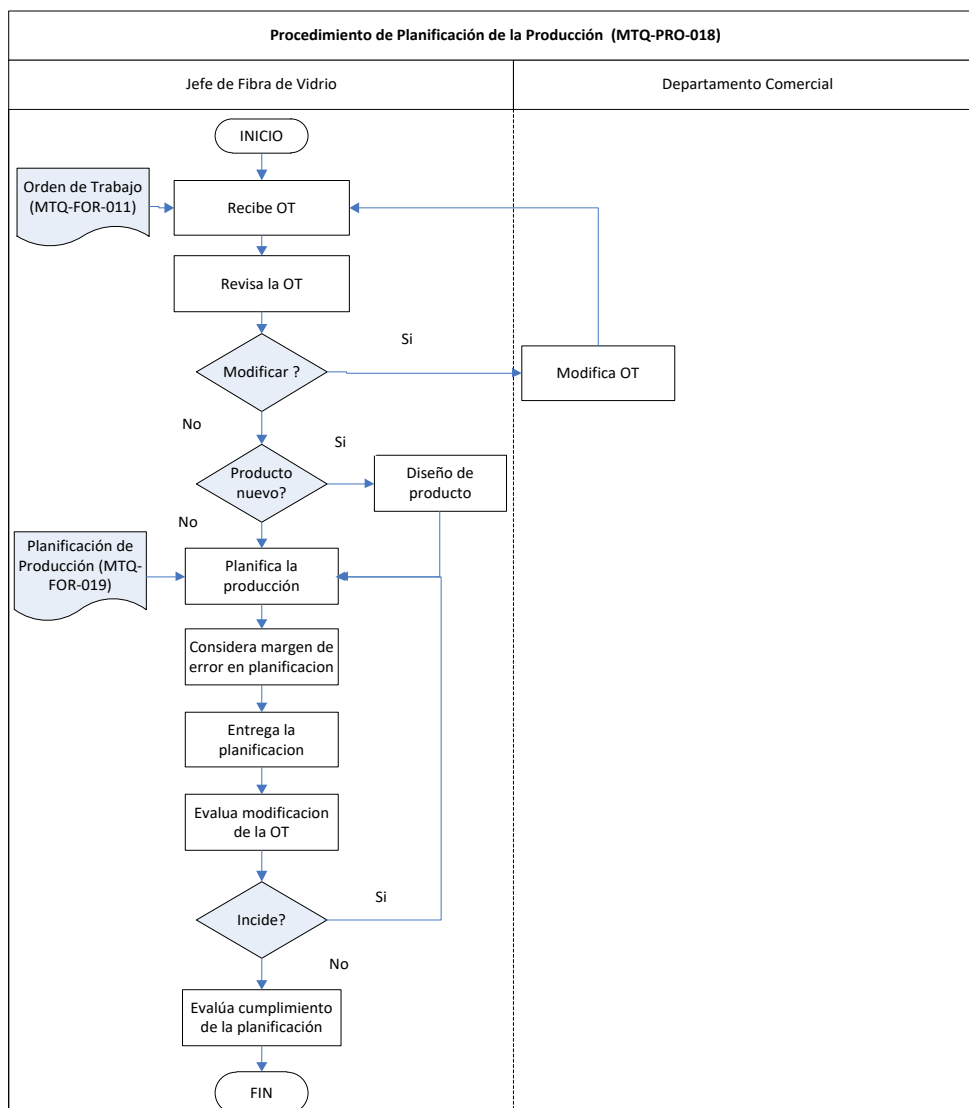 Procedimiento de Planificación de la Producción (MTQ-PRO-018)
Jefe de Fibra de Vidrio
Departamento Comercial
INICIO
Orden de Trabajo
(MTQ-FOR-011)
Recibe OT
Revisa la OT
Si
Modificar ?
Modifica OT
No
Si
Producto
nuevo?
Diseño de
producto
No
Planificación de
Producción (MTQ-
FOR-019)
Planifica la
producción
Considera margen de
error en planificacion
Entrega la
planificacion
Evalua modificacion
de la OT
Si
Incide?
No
Evalúa cumplimiento
de la planificación
FIN